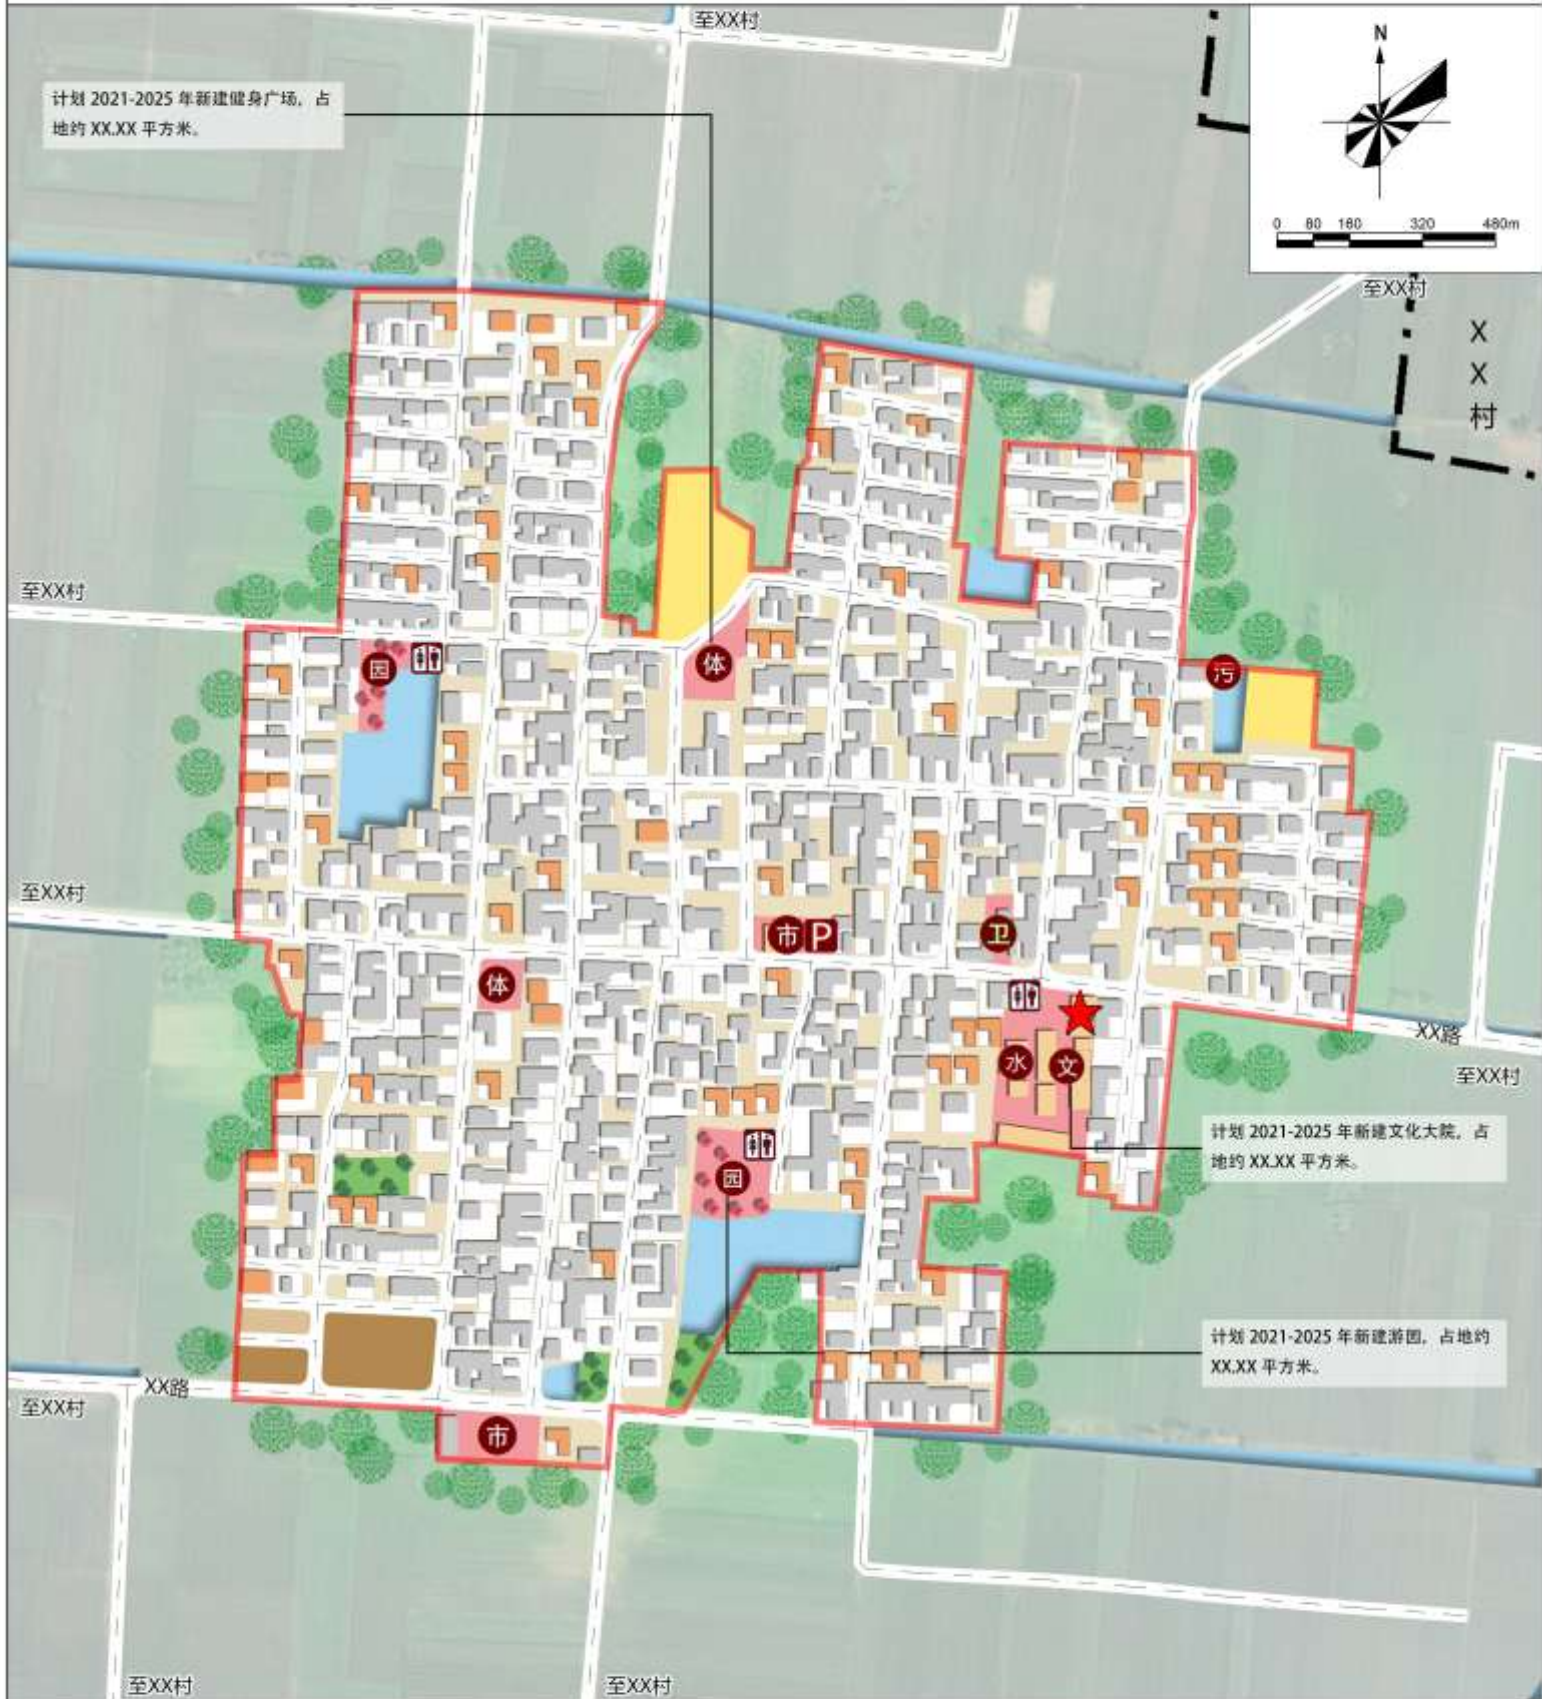 至XX村
N
计划 2021-2025 年新建健身广场，占
地约 XX.XX 平方米。
0 80 160 320 480m
至XX村
X
X
村
至XX村
园
体
污
至XX村
市 P
卫
体
XX路
水
文
至XX村
计划 2021-2025 年新建文化大院，占
地约 XX.XX 平方米。
园
计划 2021-2025 年新建游园，占地约
XX.XX 平方米。
XX路
至XX村
市
至XX村
至XX村